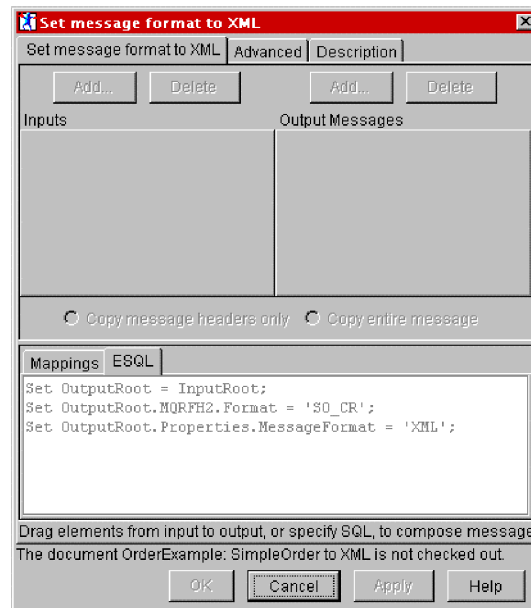 Set message format to XML
Set message format to XML Advanced Description
Add... Delete Add... Delete
Inputs Output Messages
Copy message headers only Copy entire message
Mappings ESQL
Set OutputRoot = InputRoot;
Set OutputRoot.MQRFH2.Format = 'SO_CR';
Set OutputRoot.Properties.MessageFormat = 'XML';
Drag elements from input to output, or specify SQL, to compose message
The document OrderExample: SimpleOrder to XML is not checked out.
OK Cancel Apply Help